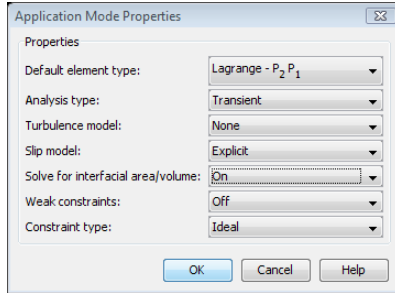 Application Mode Properties
Properties
Default element type: Lagrange - P2 P1
Analysis type: Transient
Turbulence model: None
Slip model: Explicit
Solve for interfacial area/volume: On
Weak constraints: Off
Constraint type: Ideal
OK Cancel Help